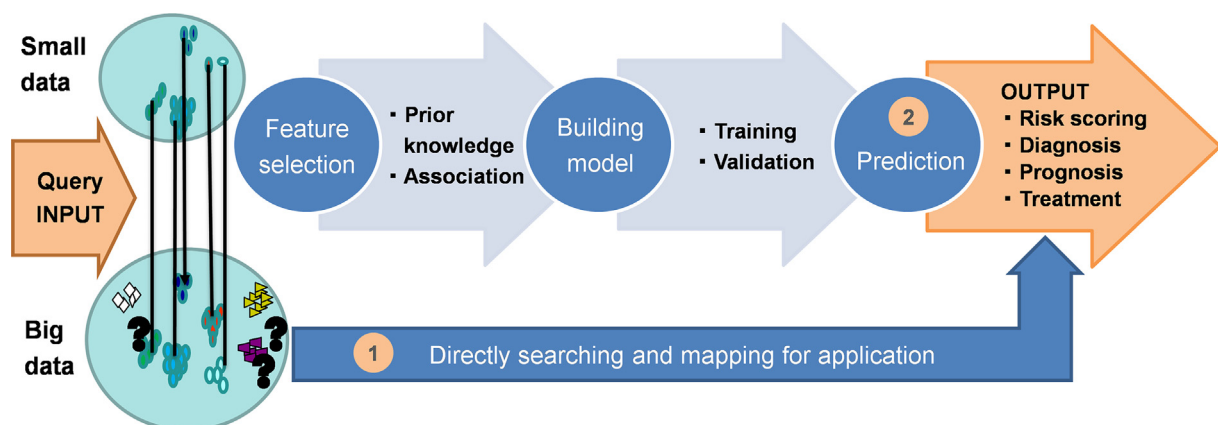 Small
data
Query
INPUT
Big
data
Feature
selection
▪ Prior
knowledge
▪ Association
Building
model
▪ Training
▪ Validation
2
Prediction
OUTPUT
▪ Risk scoring
▪ Diagnosis
▪ Prognosis
▪ Treatment
? ? ?
1 Directly searching and mapping for application